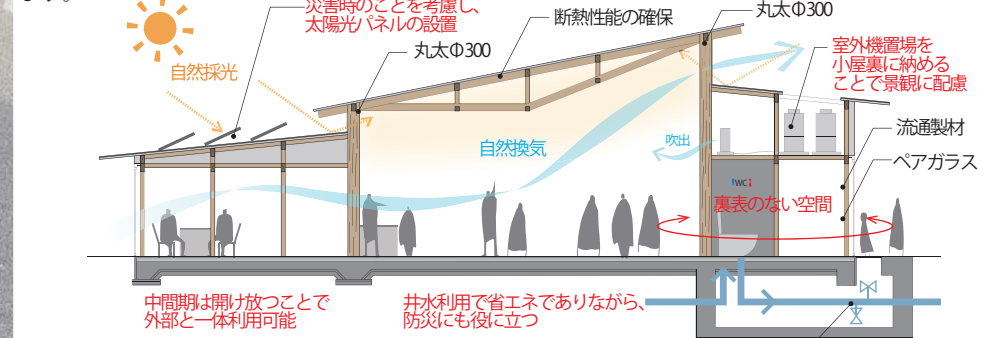 ます。
災害時のことを考慮し、
太陽光パネルの設置
断熱性能の確保
丸太Φ300
丸太Φ300
自然採光
室外機置場を
小屋裏に納める
ことで景観に配慮
流通製材
自然換気
吹出
ペアガラス
WC
裏表のない空間
中間期は開け放つことで
外部と一体利用可能
井水利用で省エネでありながら、
防災にも役に立つ